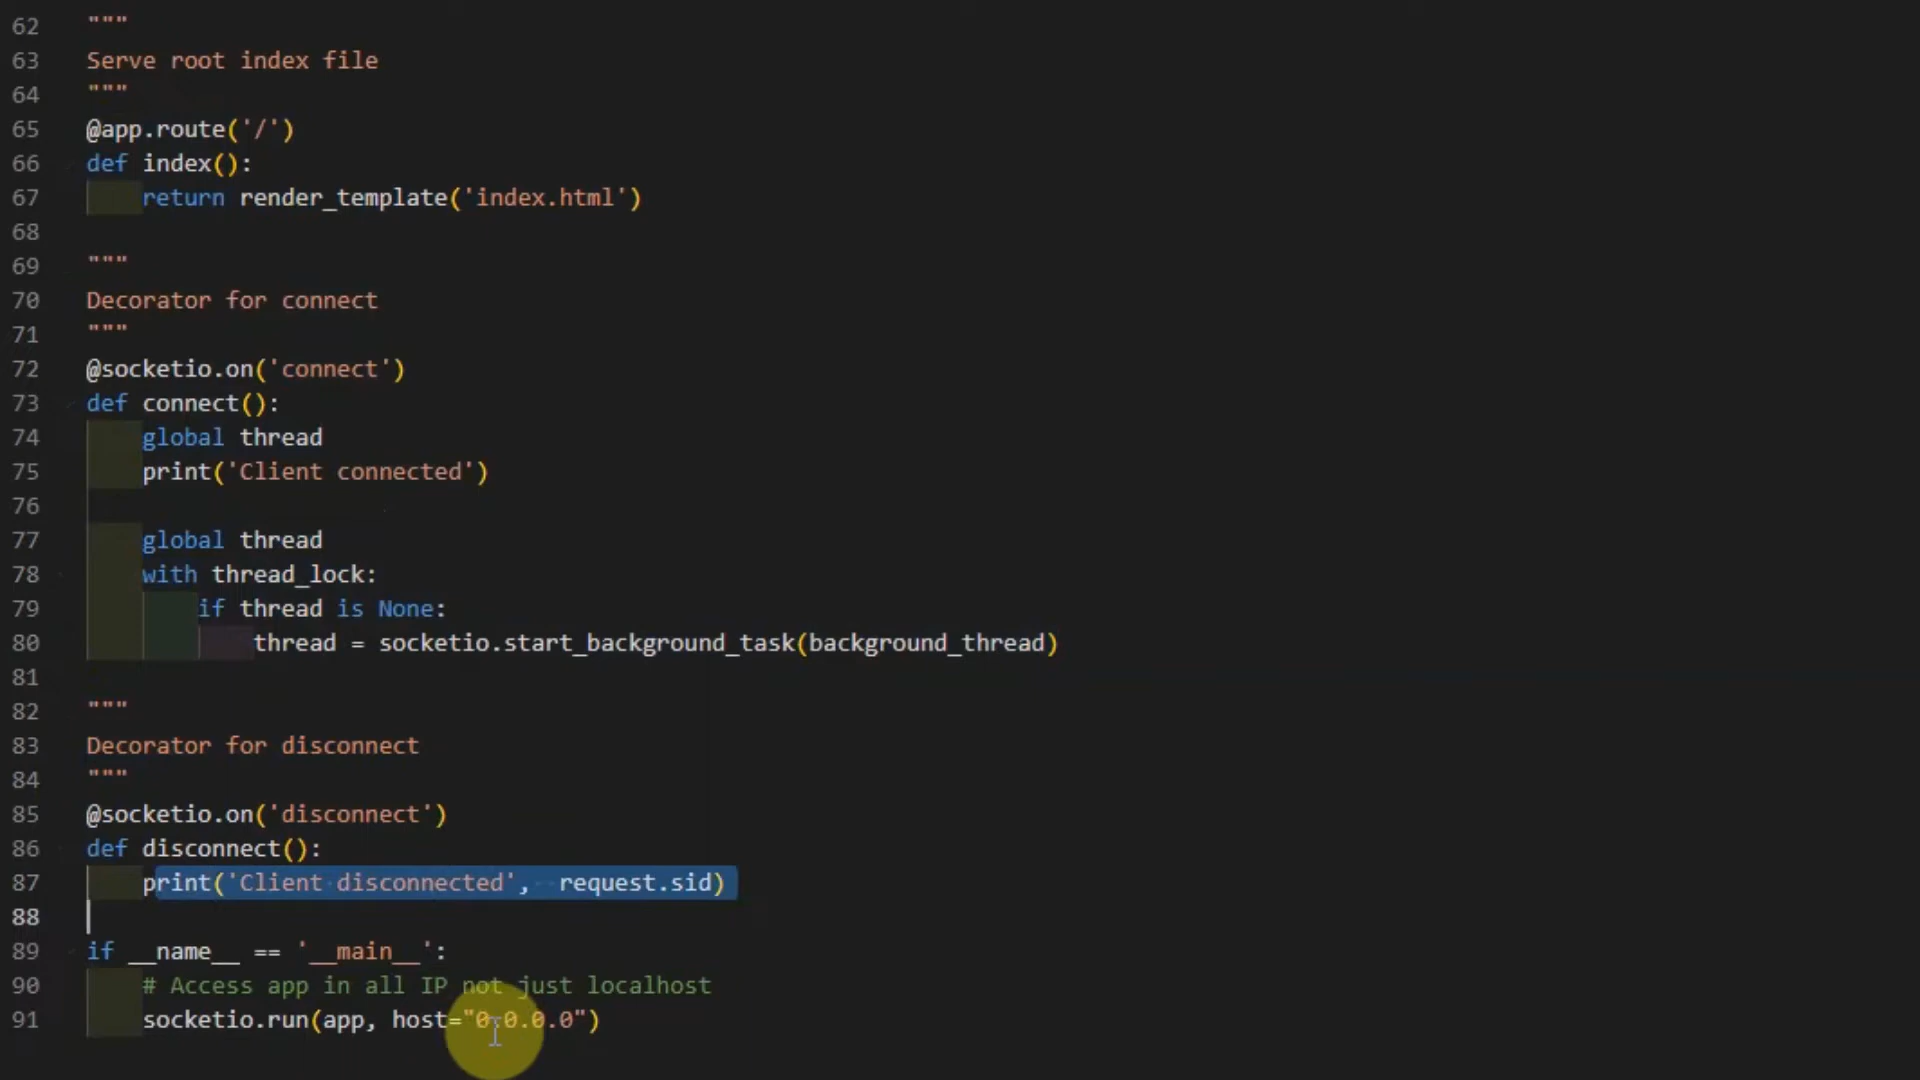 62 """
63 Serve root index file
64 """
65 @app.route('/')
66 def index():
67 return render_template('index.html')
68
69 """
70 Decorator for connect
71 """
72 @socketio.on('connect')
73 def connect():
74 global thread
75 print('Client connected')
76
77 global thread
78 with thread_lock:
79 if thread is None:
80 thread = socketio.start_background_task(background_thread)
81
82 """
83 Decorator for disconnect
84 """
85 @socketio.on('disconnect')
86 def disconnect():
87 print('Client disconnected',  request.sid)
88
89 if __name__ == '__main__':
90 # Access app in all IP not just localhost
91 socketio.run(app, host="0.0.0.0")